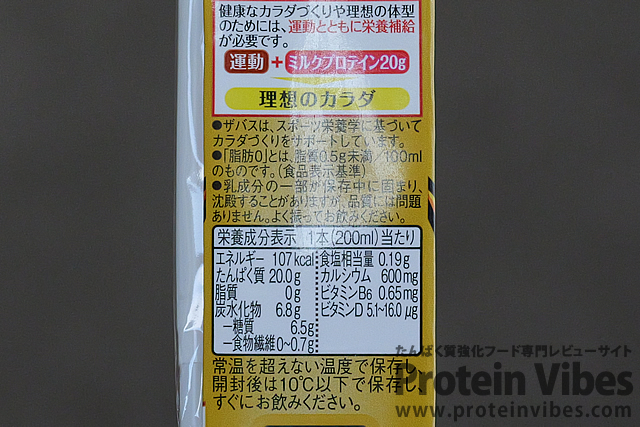 健康なカラダづくりや理想の体型
のためには、運動とともに栄養補給
が必要です。
運動+ミルクプロテイン20g
理想のカラダ
●ザバスは、スポーツ栄養学に基づいて
カラダづくりをサポートしています。
●「脂肪0」とは、脂質0.5g未満／100ml
のものです。(食品表示基準)
●乳成分の一部が保存中に固まり、
沈殿することがありますが、品質には問題
ありません。よく振ってお飲みください。
栄養成分表示 1本(200ml)当たり
エネルギー 107kcal
たんぱく質 20.0g
脂質 0g
炭水化物 6.8g
―糖質 6.5g
―食物繊維 0~0.7g
食塩相当量 0.19g
カルシウム 600mg
ビタミンB6 0.65mg
ビタミンD 5.1~16.0μg
常温を超えない温度で保存し、
開封後は10℃以下で保存し
すぐにお飲みください。
たんぱく質強化フード専門レビューサイト
Protein Vibes
www.proteinvibes.com